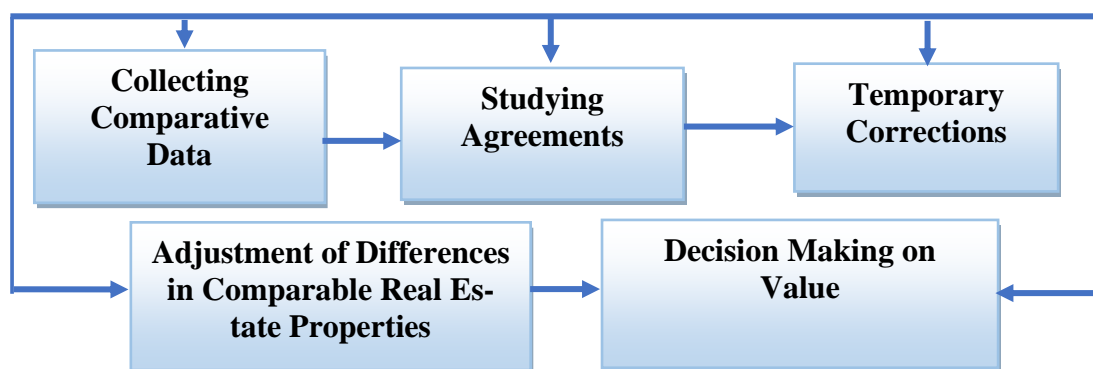 Collecting
Comparative
Data
Studying
Agreements
Temporary
Corrections
Adjustment of Differences
in Comparable Real Es-
tate Properties
Decision Making on
Value